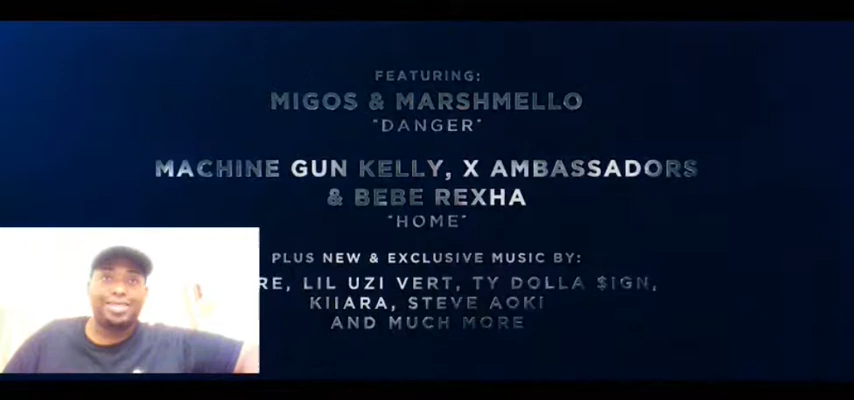 FEATURING:
MIGOS & MARSHMELLO
"DANGER"
MACHINE GUN KELLY, X AMBASSADORS
& BEBE REXHA
"HOME"
PLUS NEW & EXCLUSIVE MUSIC BY:
LIL UZI VERT, TY DOLLA $IGN,
KIIARA, STEVE AOKI
AND MUCH MORE